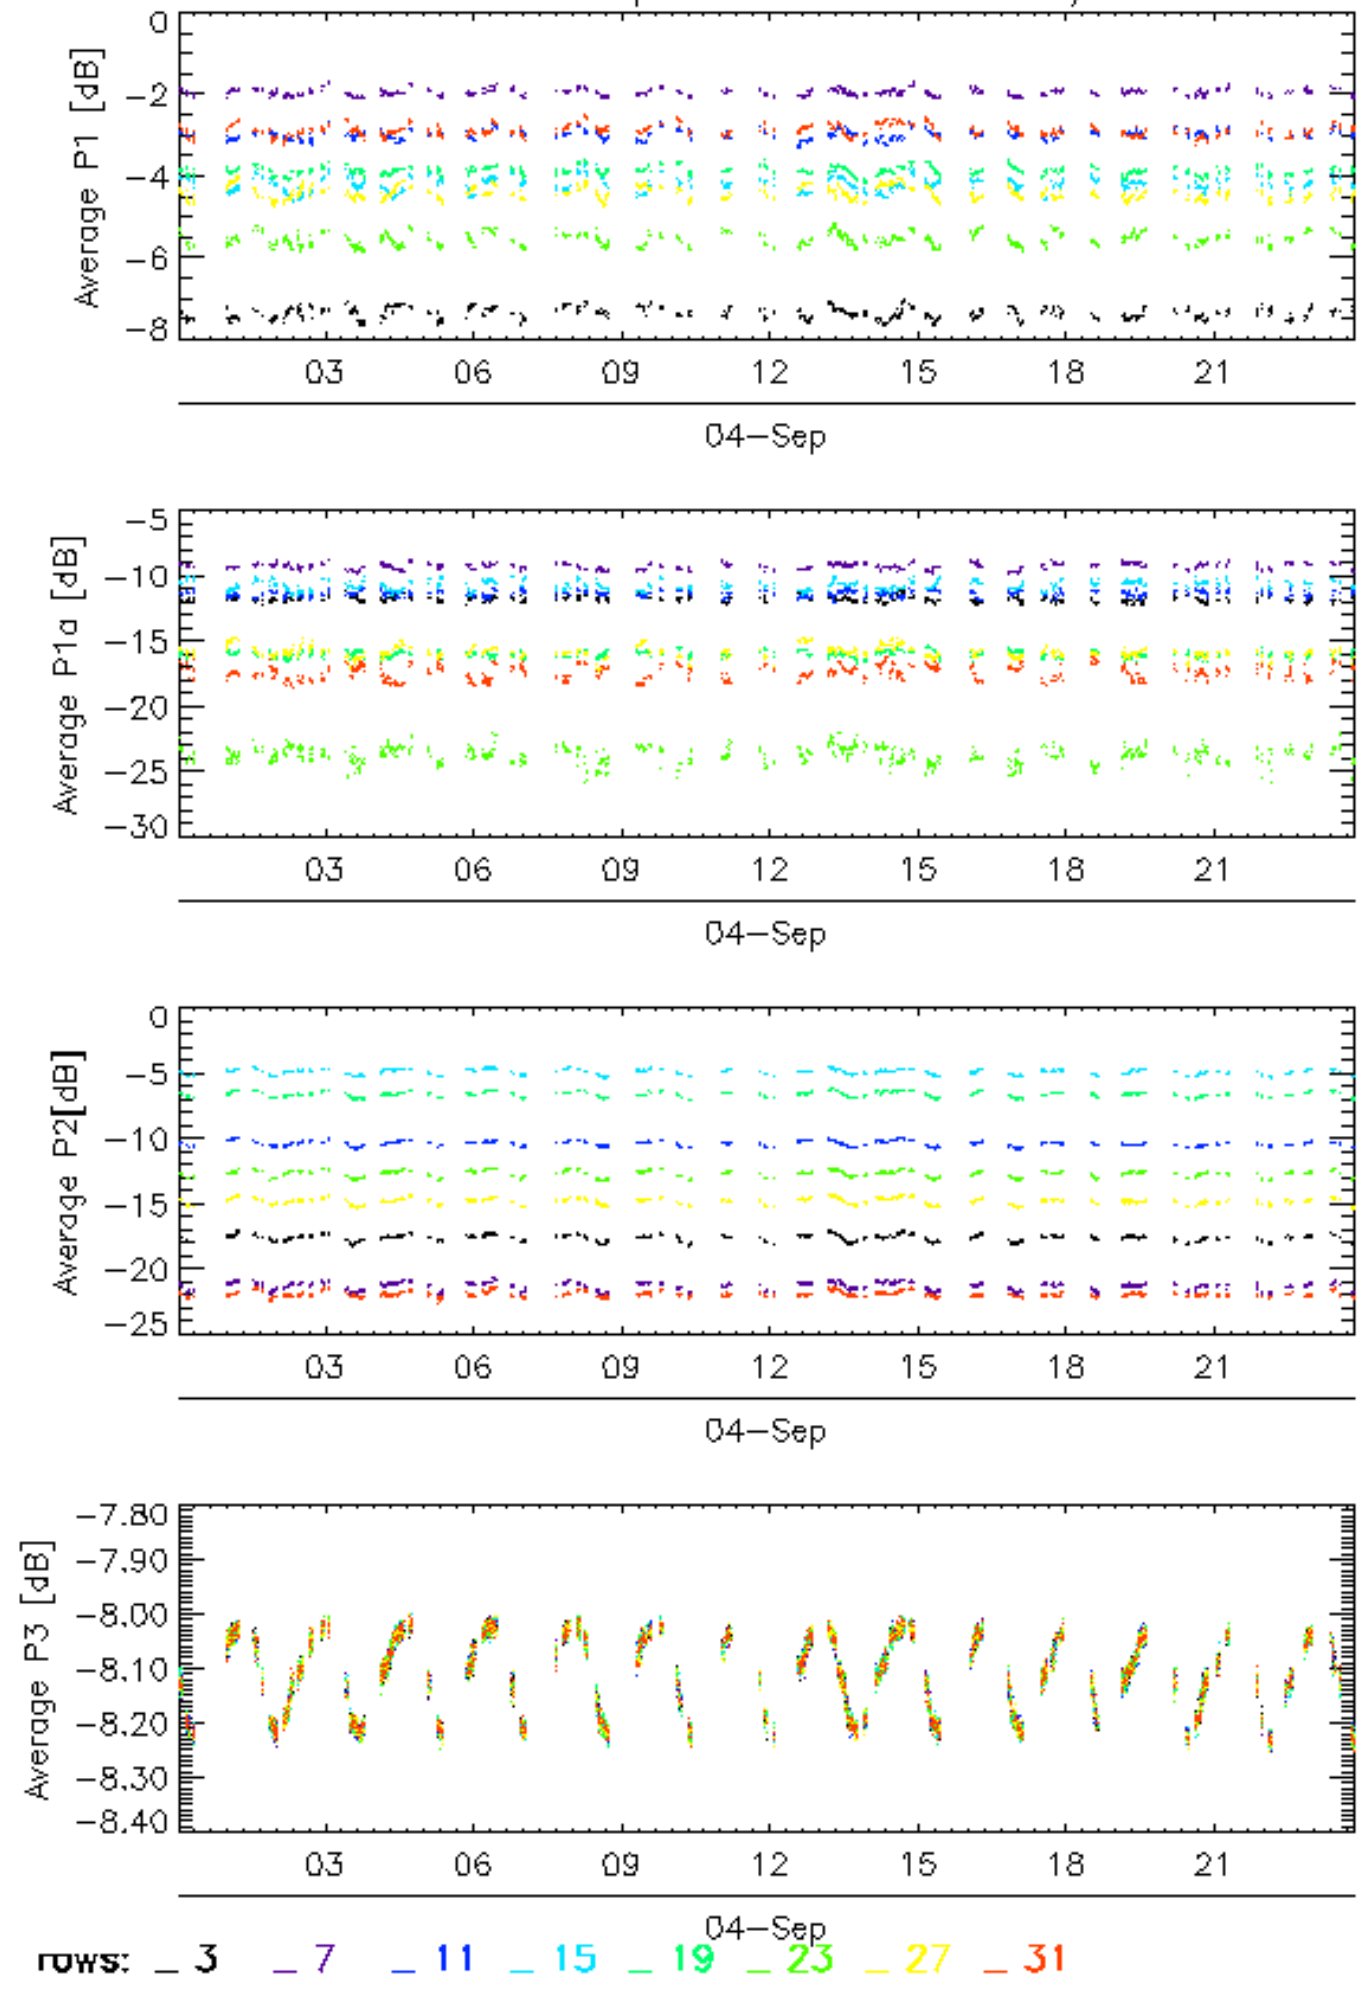 0
−2
−4
−6
−8
Average P1 [dB]
03 06 09 12 15 18 21
04−Sep
−5
−10
−15
−20
−25
−30
Average P1a [dB]
03 06 09 12 15 18 21
04−Sep
0
−5
−10
−15
−20
−25
Average P2[dB]
03 06 09 12 15 18 21
04−Sep
−7.80
−7.90
−8.00
−8.10
−8.20
−8.30
−8.40
Average P3 [dB]
03 06 09 12 15 18 21
04−Sep
rows: _ 3 _ 7 _ 11 _ 15 _ 19 _ 23 _ 27 _ 31